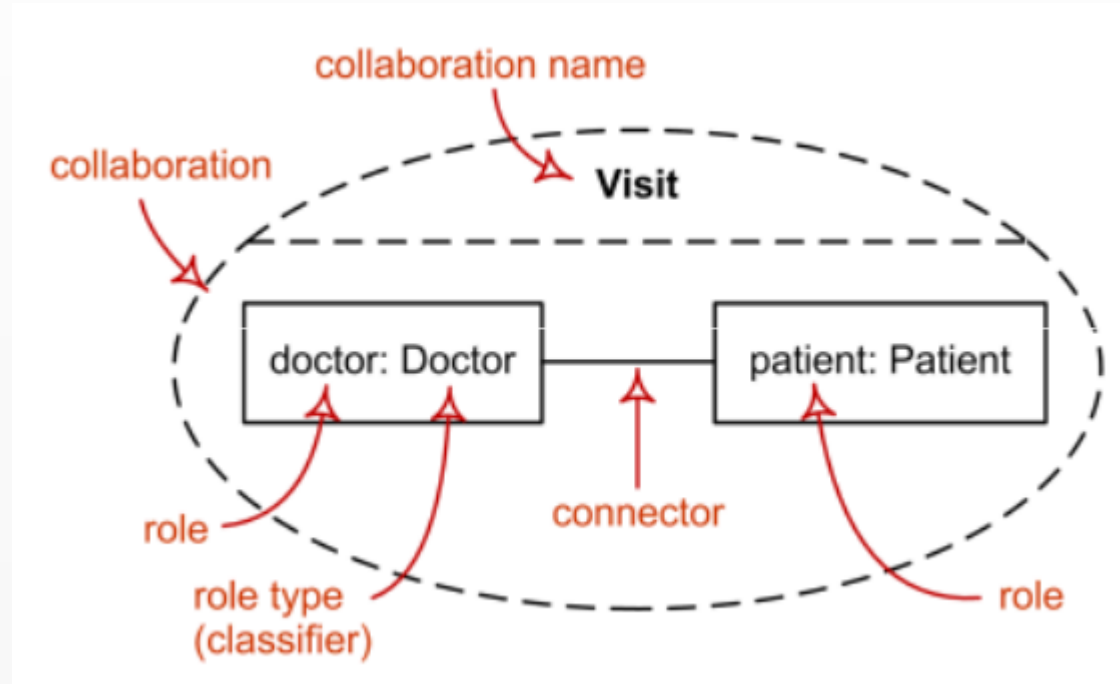 collaboration name
collaboration
Visit
doctor: Doctor
patient: Patient
connector
role
role type
(classifier)
role